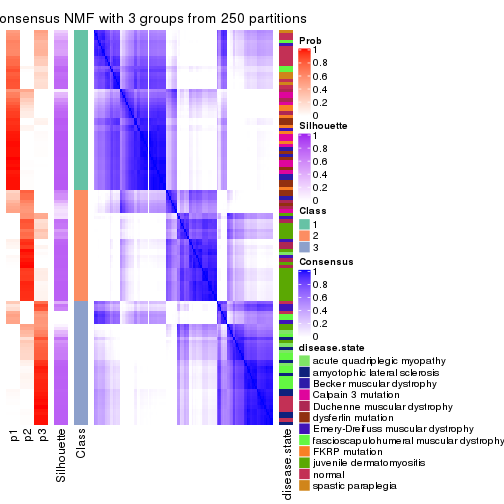 onsensus NMF with 3 groups from 250 partitions
Prob
1
0.8
0.6
0.4
0.2
0
Silhouette
1
0.8
0.6
0.4
0.2
0
Class
1
2
3
Consensus
1
0.8
0.6
0.4
0.2
0
disease.state
acute quadriplegic myopathy
amyotophic lateral sclerosis
Becker muscular dystrophy
Calpain 3 mutation
Duchenne muscular dystrophy
dysferlin mutation
Emery-Dreifuss muscular dystrophy
fascioscapulohumeral muscular dystrophy
FKRP mutation
juvenile dermatomyositis
normal
spastic paraplegia
p1
p2
p3
Silhouette
Class
disease.state